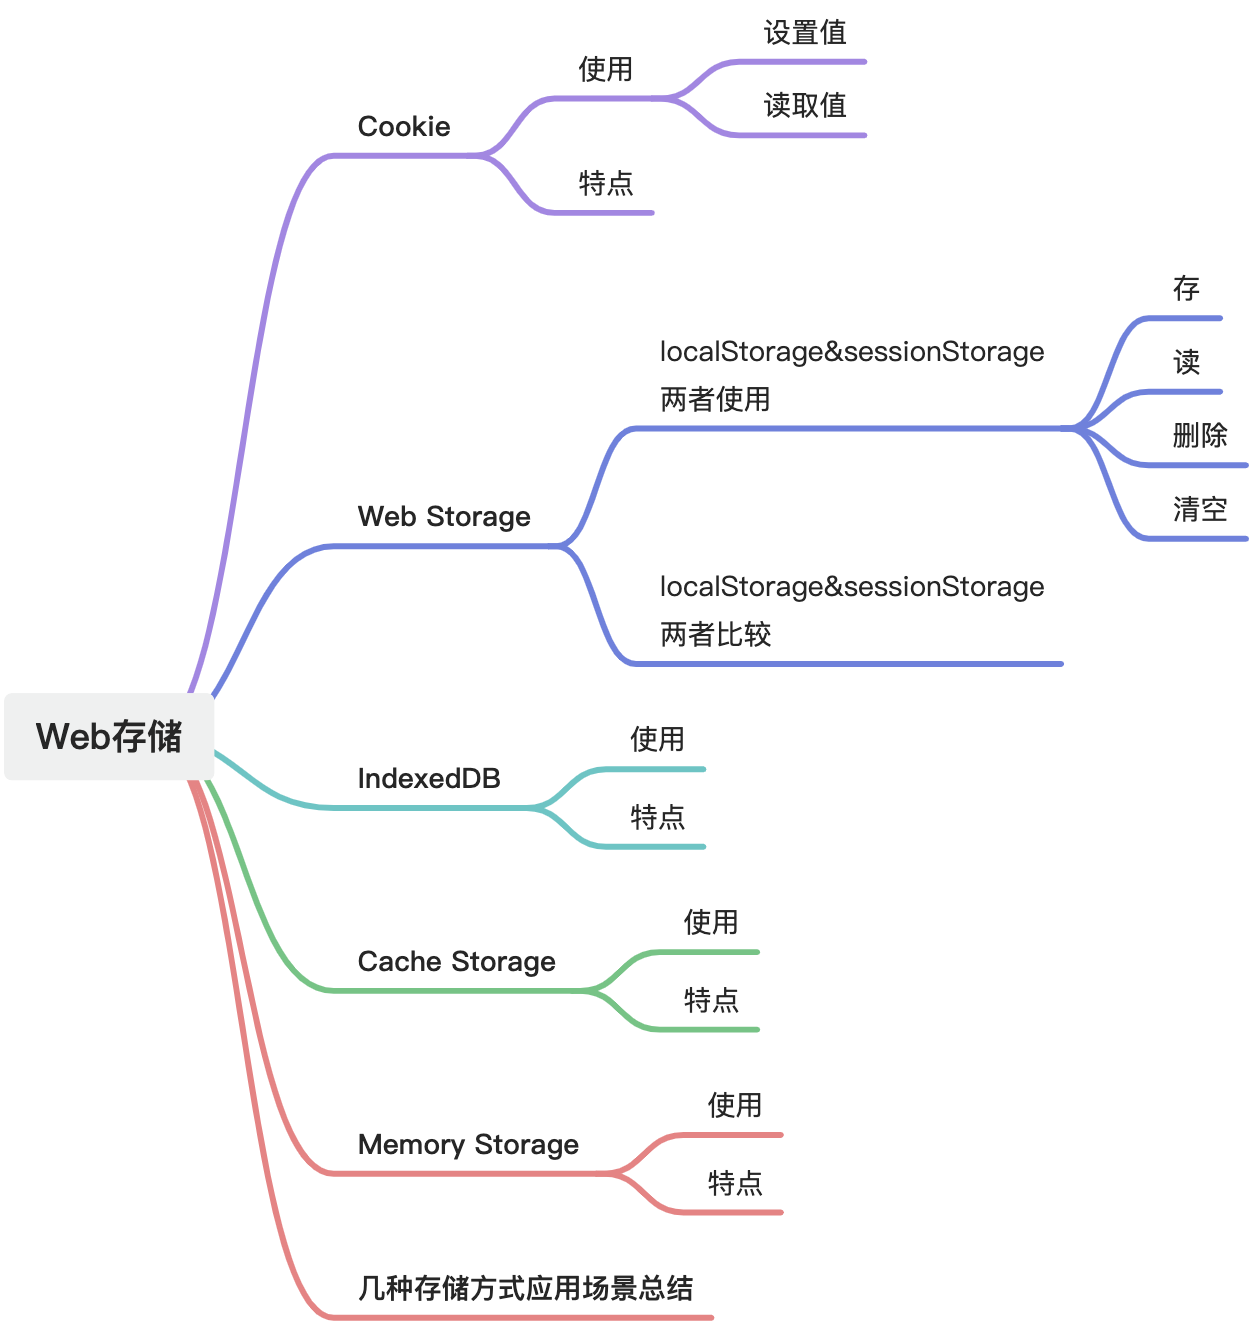 Web存储
Cookie
使用
设置值
读取值
特点
Web Storage
localStorage&sessionStorage
两者使用
存
读
删除
清空
localStorage&sessionStorage
两者比较
IndexedDB
使用
特点
Cache Storage
使用
特点
Memory Storage
使用
特点
几种存储方式应用场景总结